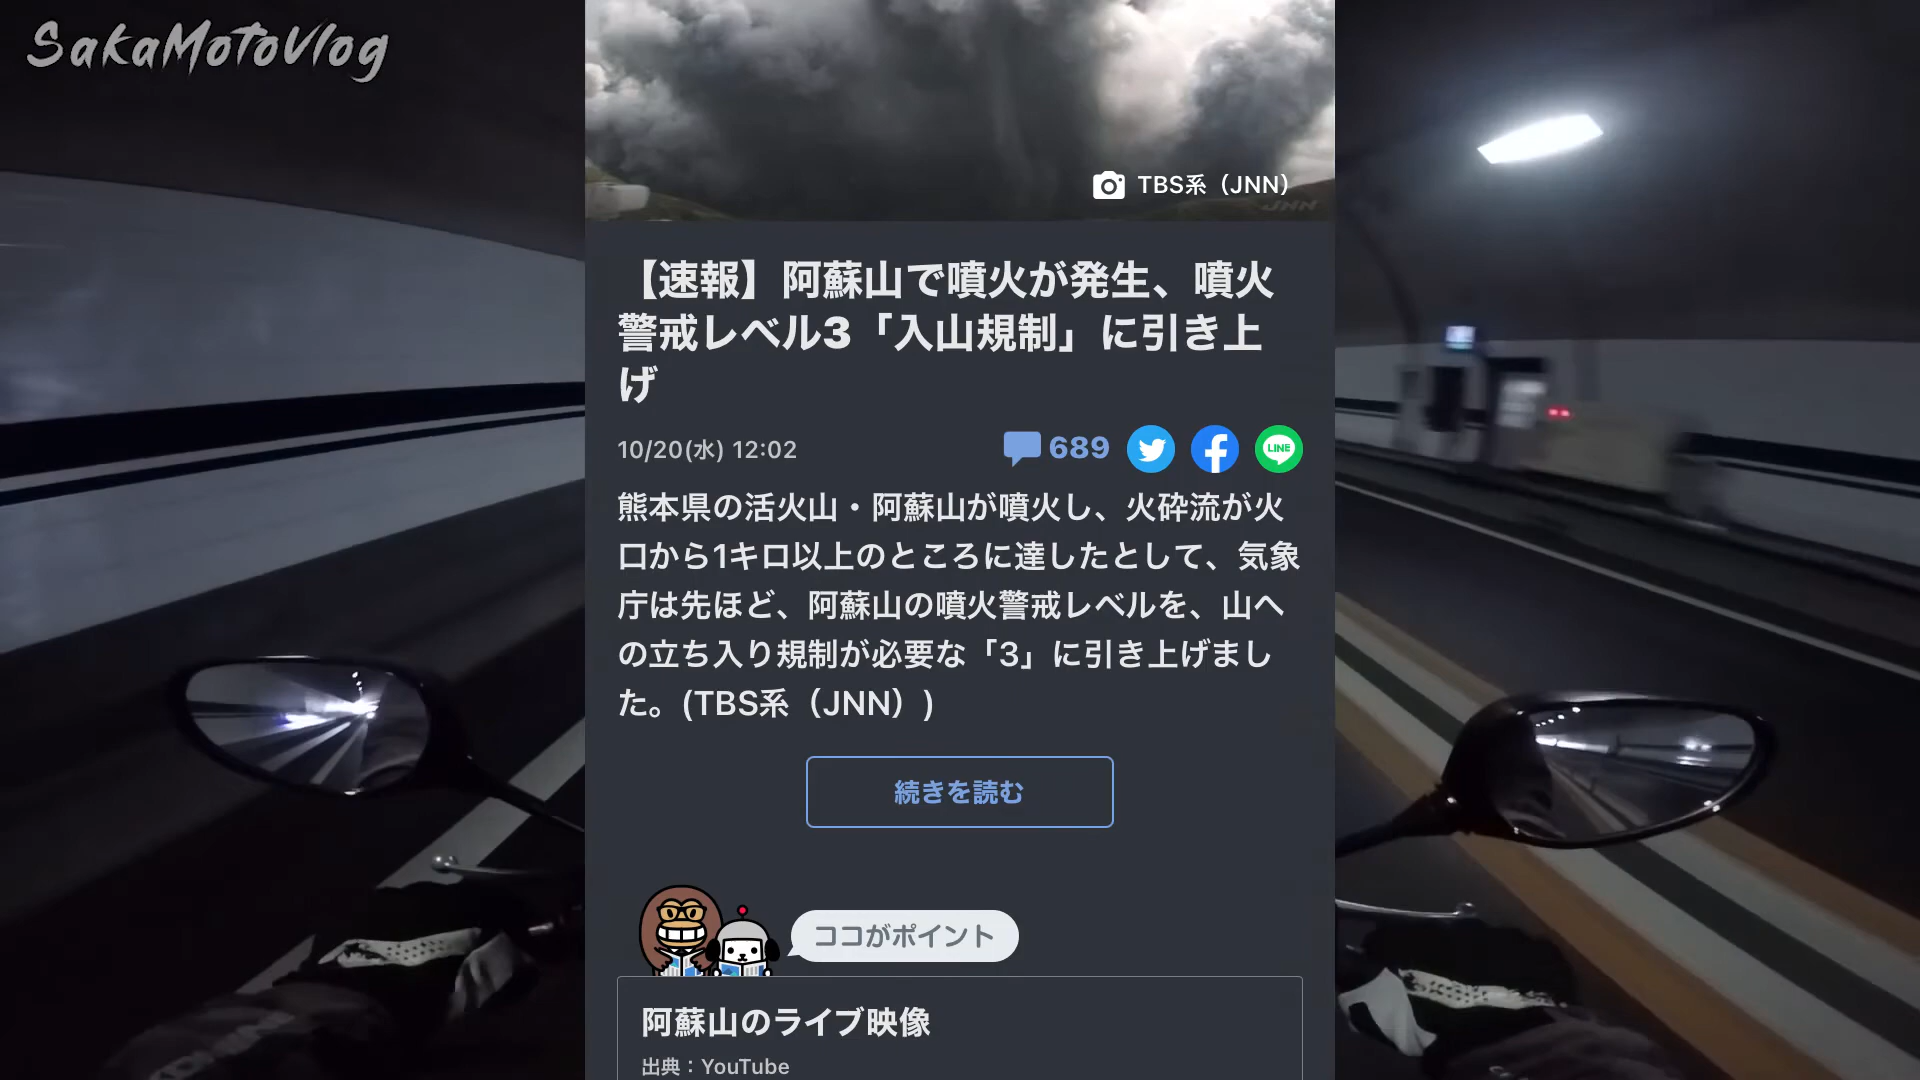 SakaMotoVlog
TBS系（JNN）
JNN
【速報】阿蘇山で噴火が発生、噴火
警戒レベル3「入山規制」に引き上
げ
10/20(水) 12:02
689
LINE
熊本県の活火山・阿蘇山が噴火し、火砕流が火
口から1キロ以上のところに達したとして、気象
庁は先ほど、阿蘇山の噴火警戒レベルを、山へ
の立ち入り規制が必要な「3」に引き上げまし
た。(TBS系（JNN）)
続きを読む
ココがポイント
阿蘇山のライブ映像
出典：YouTube